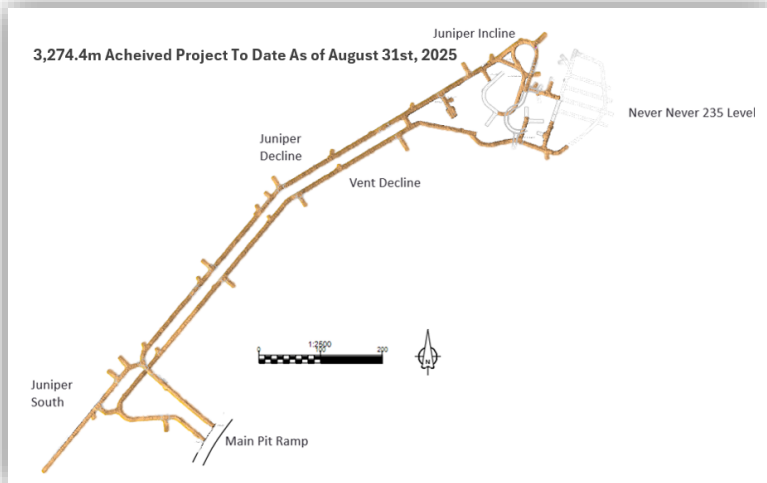 Juniper Incline
3,274.4m Acheived Project To Date As of August 31st, 2025
Never Never 235 Level
Juniper
Decline
Vent Decline
1:2500
0
200
N
Juniper
South
Main Pit Ramp